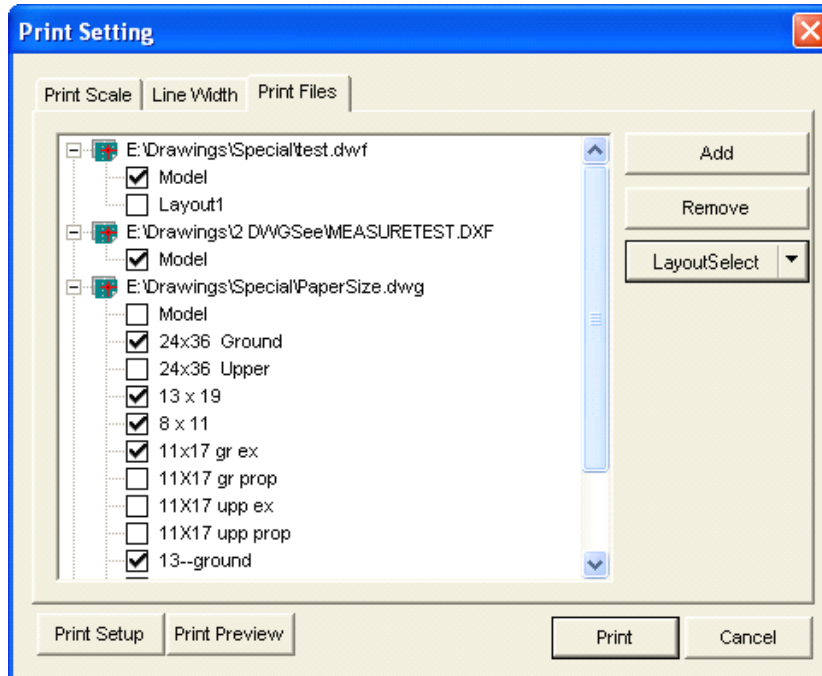 Print Setting
Print Scale Line Width Print Files
E:\Drawings\Special\test.dwf
Model
Layout1
E:\Drawings\2 DWGSee\MEASURETEST.DXF
Model
E:\Drawings\Special\PaperSize.dwg
Model
24x36 Ground
24x36 Upper
13 x 19
8 x 11
11x17 gr ex
11X17 gr prop
11X17 upp ex
11X17 upp prop
13--ground
Add
Remove
LayoutSelect
Print Setup Print Preview Print Cancel